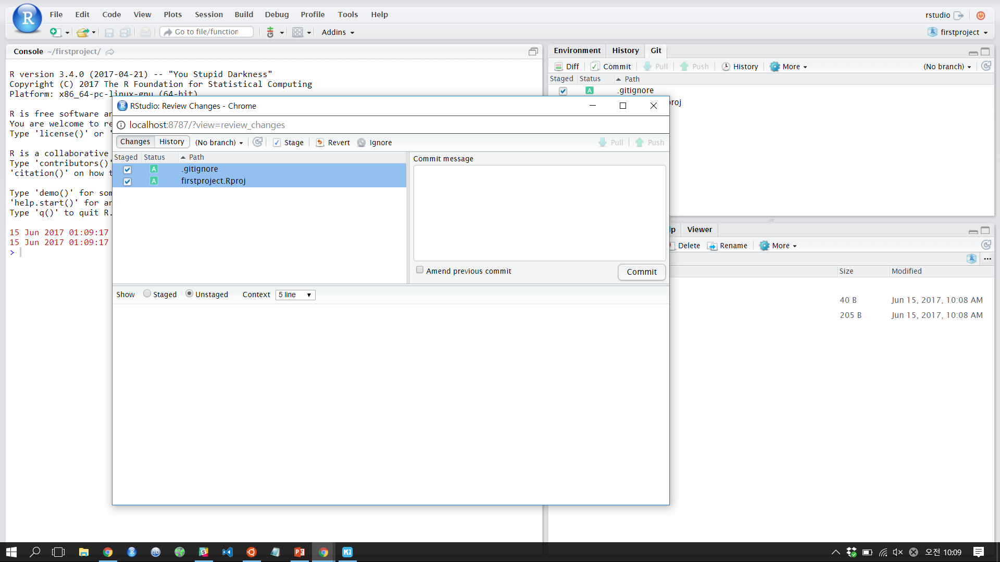 File Edit Code View Plots Session Build Debug Profile Tools Help
rstudio
Go to file/function
Addins
firstproject
Console ~/firstproject/
R version 3.4.0 (2017-04-21) -- "You Stupid Darkness"
Copyright (C) 2017 The R Foundation for Statistical Computing
Platform: x86_64-pc-linux-gnu (64-bit)
R is free software an
You are welcome to re
Type 'license()' or '
R is a collaborative
Type 'contributors()'
'citation()' on how t
Type 'demo()' for som
'help.start()' for an
Type 'q()' to quit R.
15 Jun 2017 01:09:17
15 Jun 2017 01:09:17
>
Environment History Git
Diff Commit Pull Push History More (No branch)
Staged Status Path
A .gitignore
roj
RStudio: Review Changes - Chrome
localhost:8787/?view=review_changes
Changes History (No branch) Stage Revert Ignore Pull Push
Staged Status Path
A .gitignore
A firstproject.Rproj
Commit message
Amend previous commit
Commit
Show Staged Unstaged Context 5 line
lp Viewer
Delete Rename More
Size Modified
40 B Jun 15, 2017, 10:08 AM
205 B Jun 15, 2017, 10:08 AM
오전 10:09